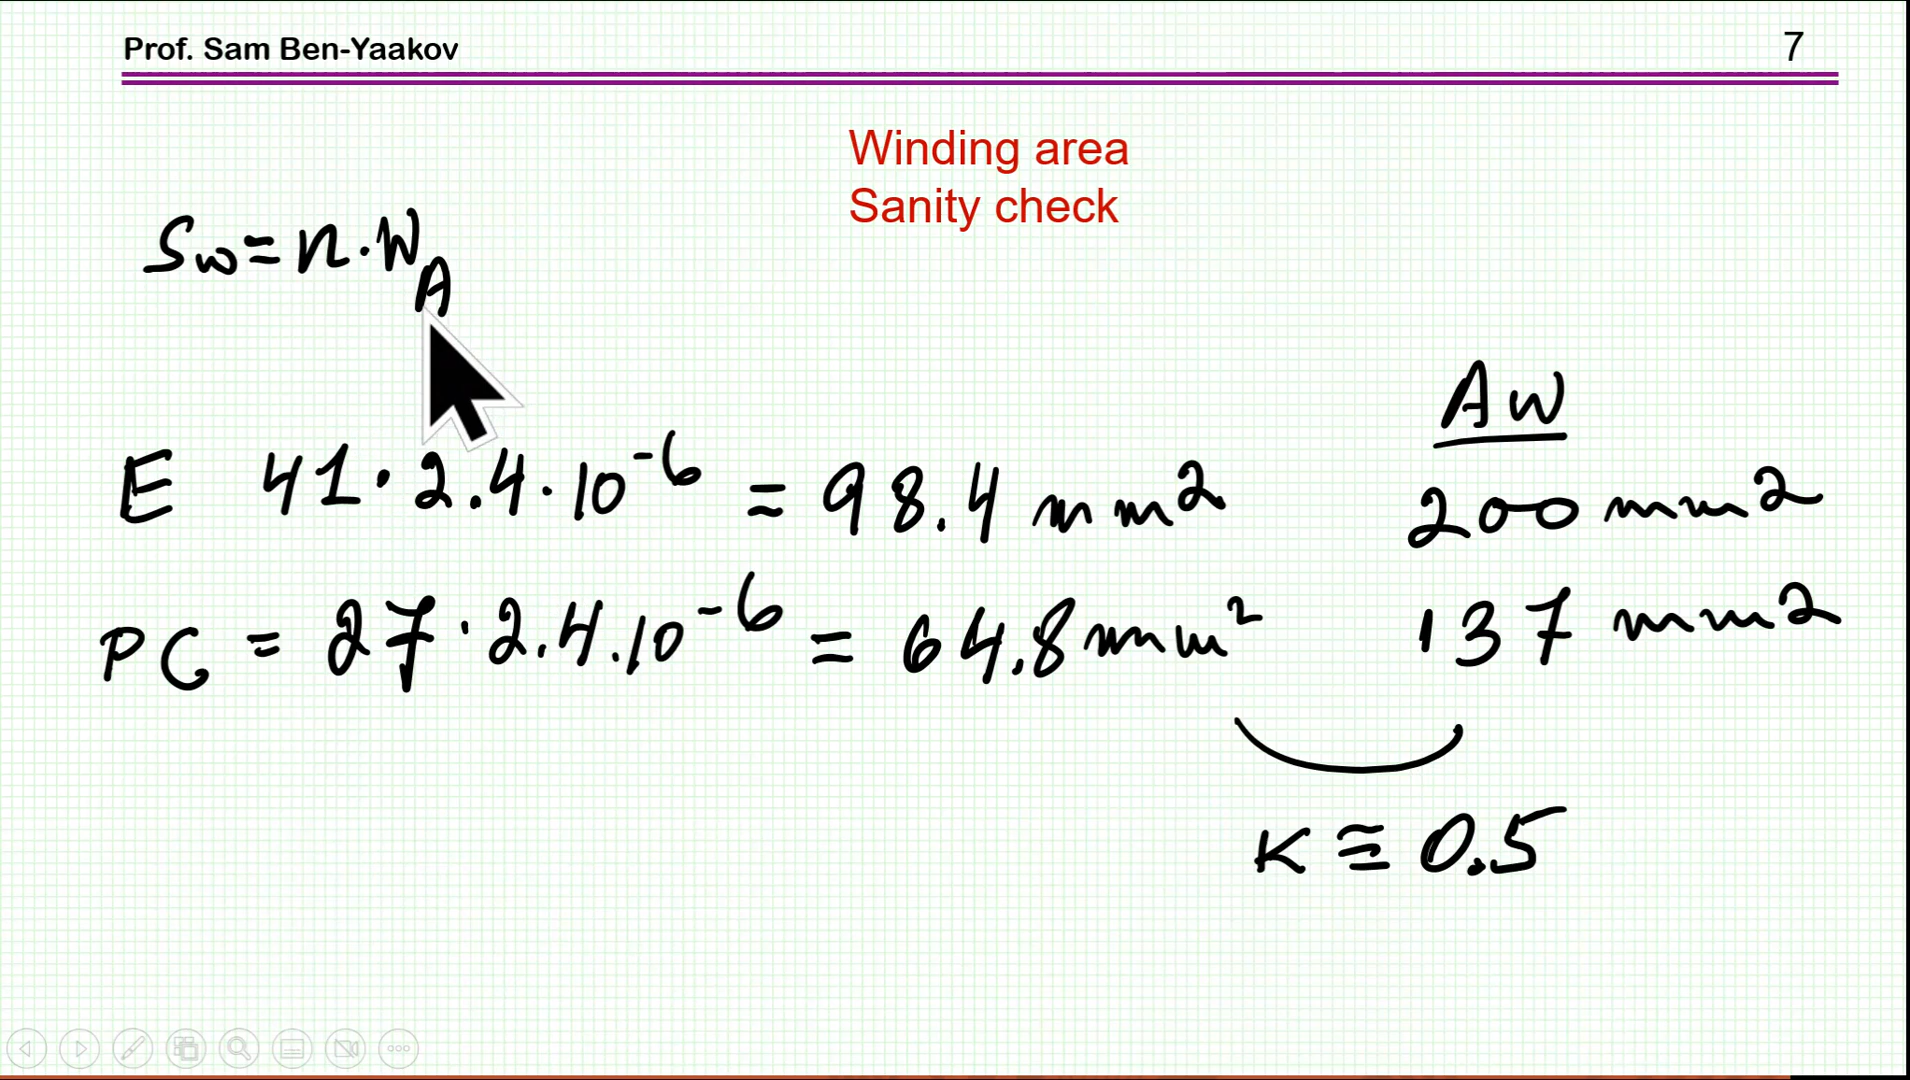 Prof. Sam Ben-Yaakov 7
Winding area
Sanity check
Sw = n · WA
Aw
E 41 · 2.4 · 10⁻⁶ = 98.4 mm² 200 mm²
PC = 27 · 2.4 · 10⁻⁶ = 64.8 mm² 137 mm²
K ≅ 0.5